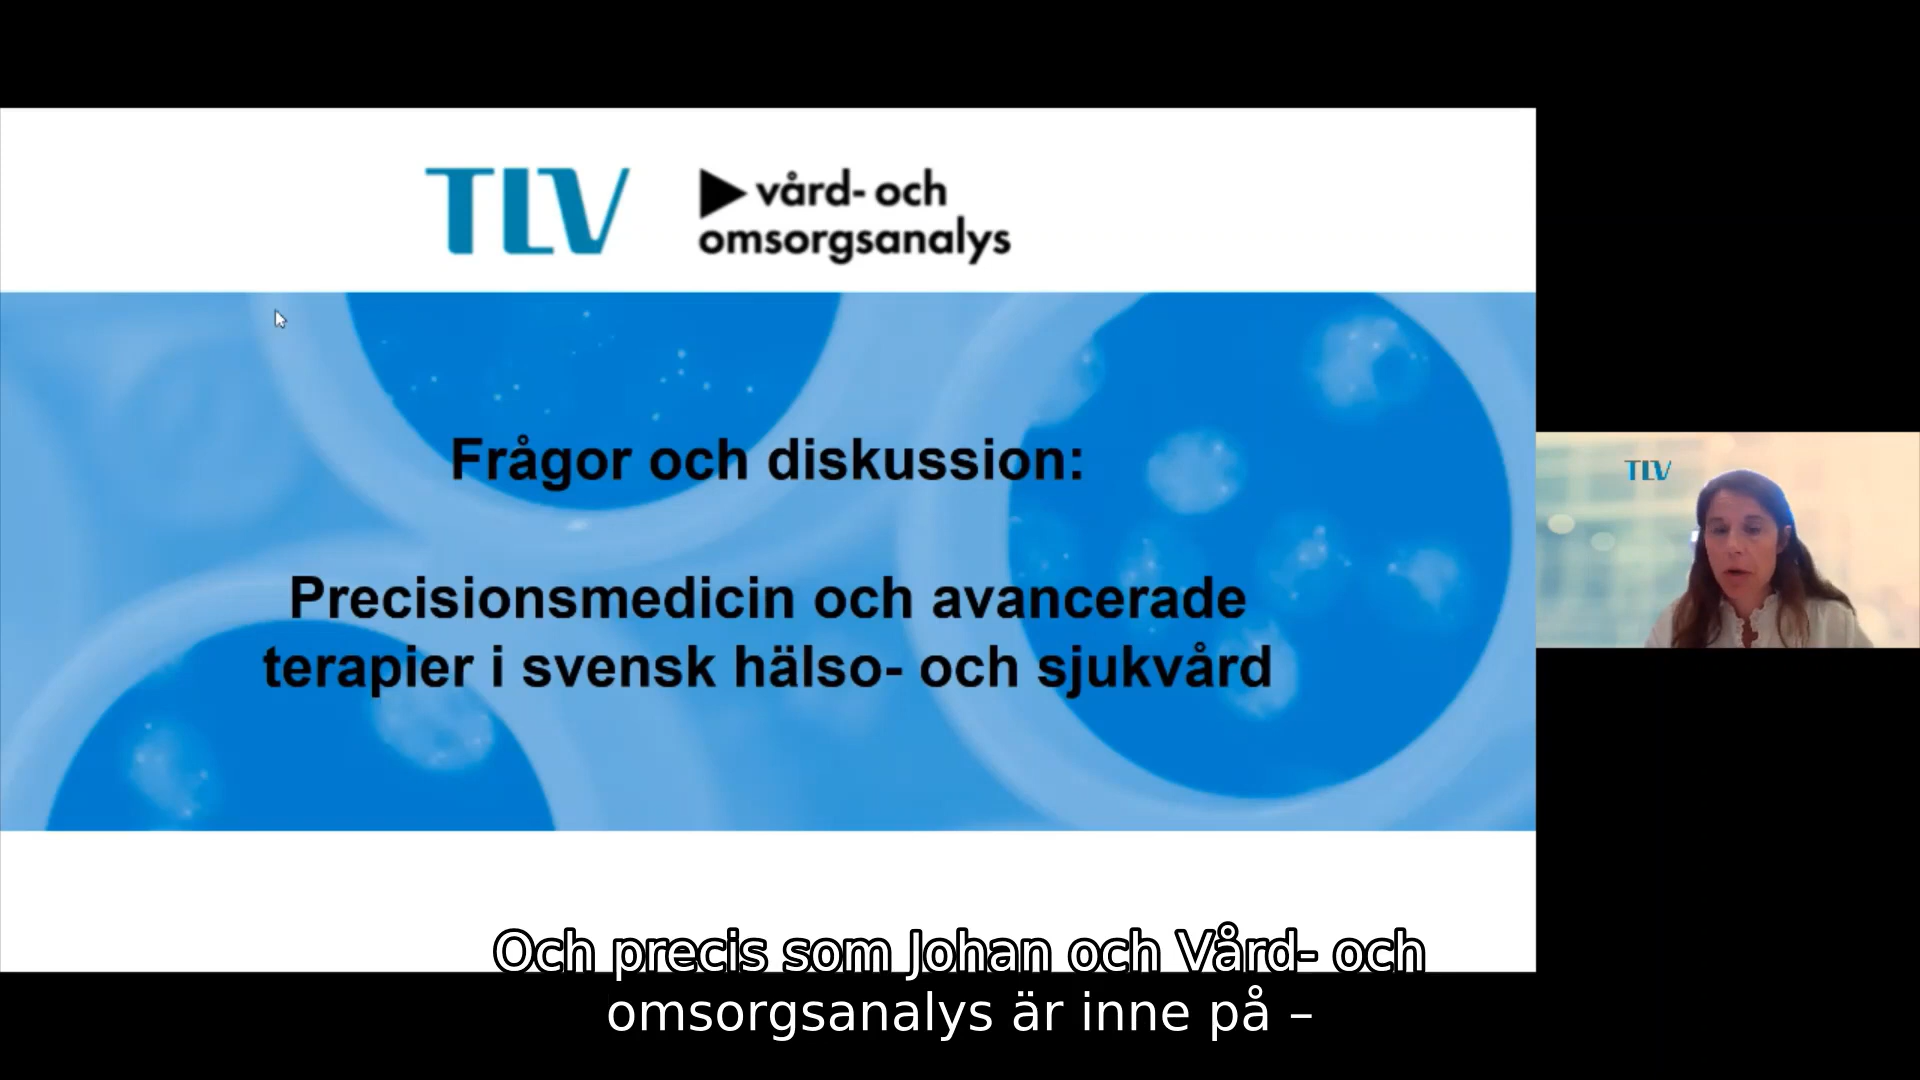 TLV
vård- och
omsorgsanalys
Frågor och diskussion:
Precisionsmedicin och avancerade
terapier i svensk hälso- och sjukvård
TLV
Och precis som Johan och Vård- och
omsorgsanalys är inne på –